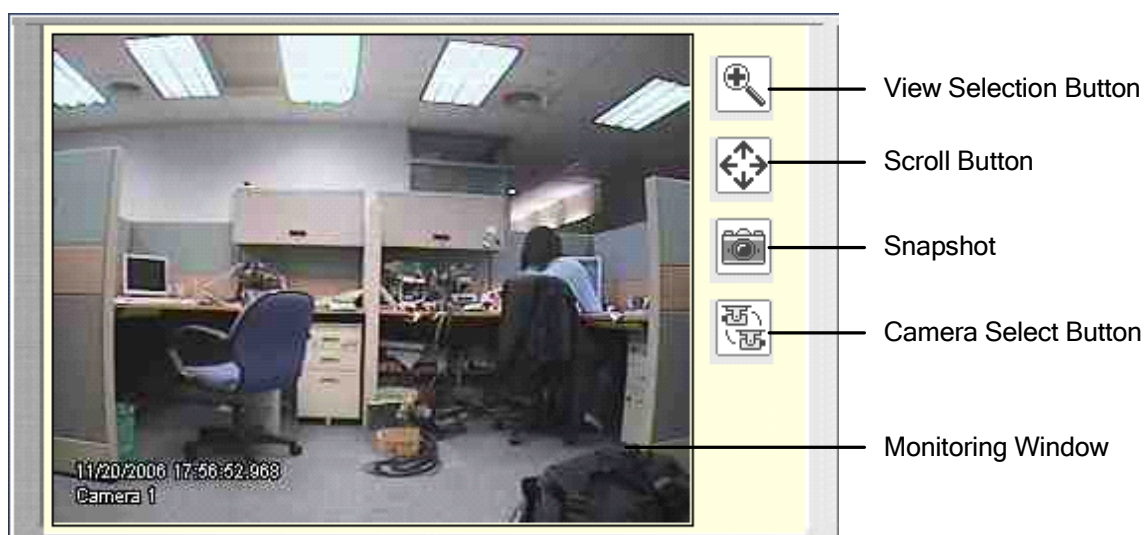 View Selection Button
Scroll Button
Snapshot
Camera Select Button
Monitoring Window
11/20/2006 17:56:52.968
Camera 1